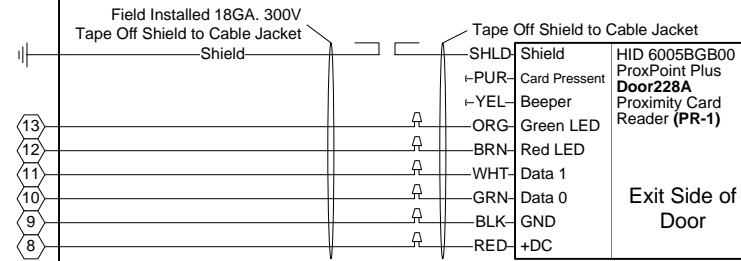 Field Installed 18GA. 300V
Tape Off Shield to Cable Jacket
Tape Off Shield to Cable Jacket
Shield
SHLD Shield
PUR Card Pressent
YEL Beeper
13 ORG Green LED
12 BRN Red LED
11 WHT Data 1
10 GRN Data 0
9 BLK GND
8 RED +DC
HID 6005BGB00
ProxPoint Plus
Door228A
Proximity Card
Reader (PR-1)
Exit Side of
Door